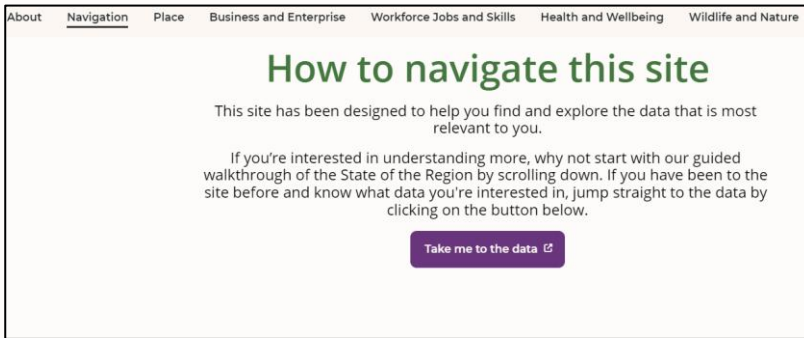 About Navigation Place Business and Enterprise Workforce Jobs and Skills Health and Wellbeing Wildlife and Nature
How to navigate this site
This site has been designed to help you find and explore the data that is most
relevant to you.
If you’re interested in understanding more, why not start with our guided
walkthrough of the State of the Region by scrolling down. If you have been to the
site before and know what data you're interested in, jump straight to the data by
clicking on the button below.
Take me to the data